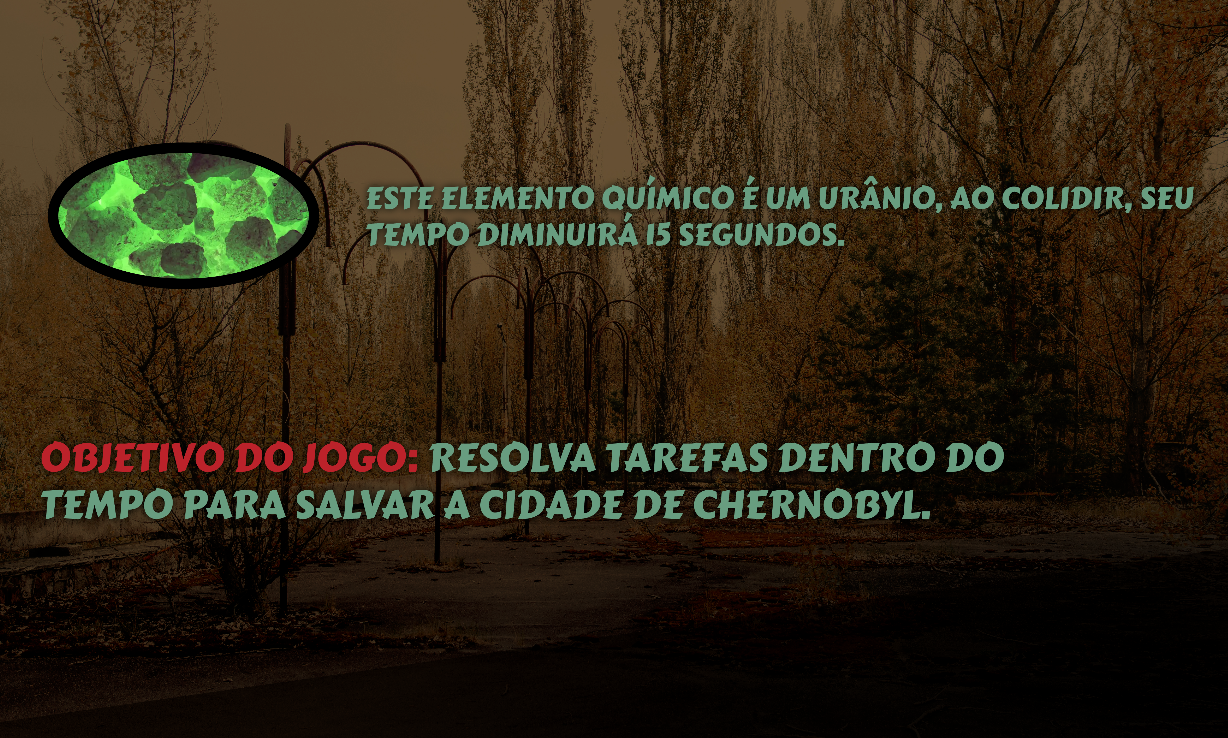 ESTE ELEMENTO QUÍMICO É UM URÂNIO, AO COLIDIR, SEU
TEMPO DIMINUIRÁ 15 SEGUNDOS.
OBJETIVO DO JOGO: RESOLVA TAREFAS DENTRO DO
TEMPO PARA SALVAR A CIDADE DE CHERNOBYL.